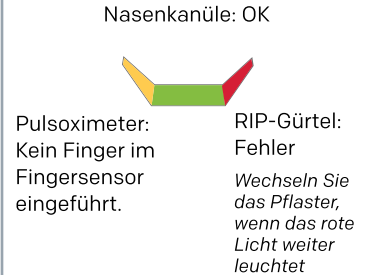 Nasenkanüle: OK
Pulsoximeter:
Kein Finger im
Fingersensor
eingeführt.
RIP-Gürtel:
Fehler
Wechseln Sie
das Pflaster,
wenn das rote
Licht weiter
leuchtet